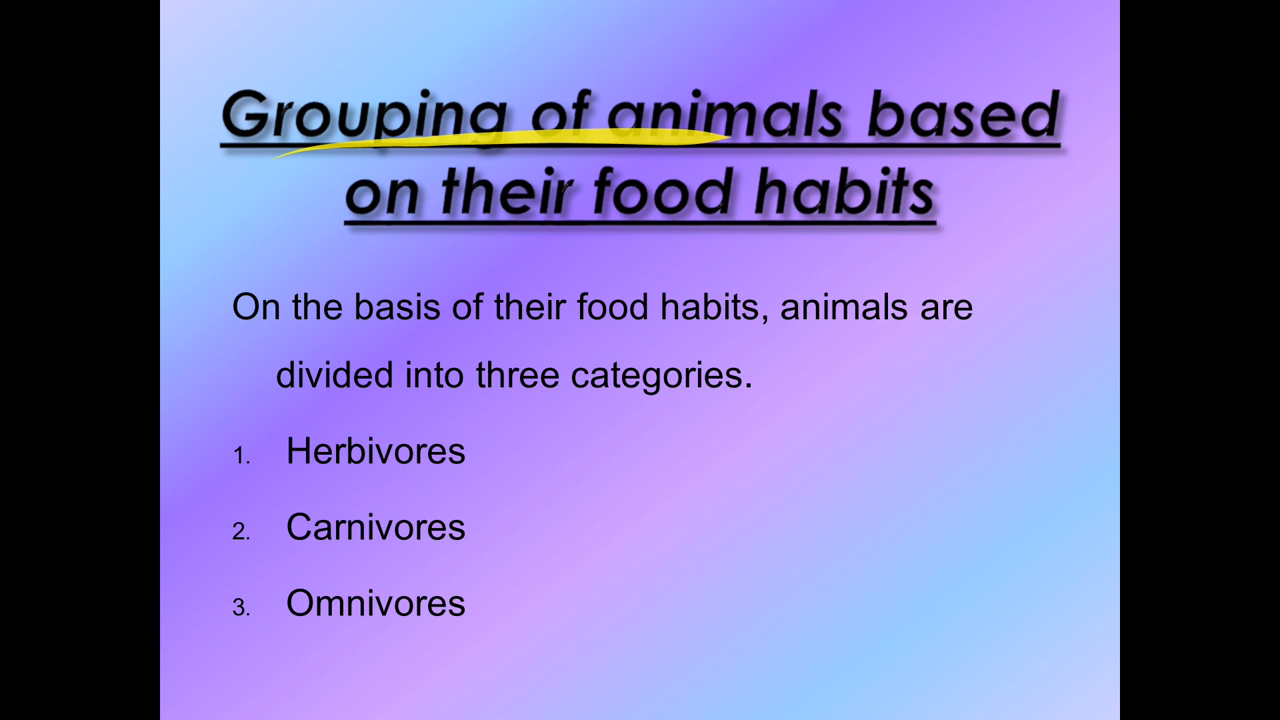 Grouping of animals based
on their food habits
On the basis of their food habits, animals are
divided into three categories.
1. Herbivores
2. Carnivores
3. Omnivores